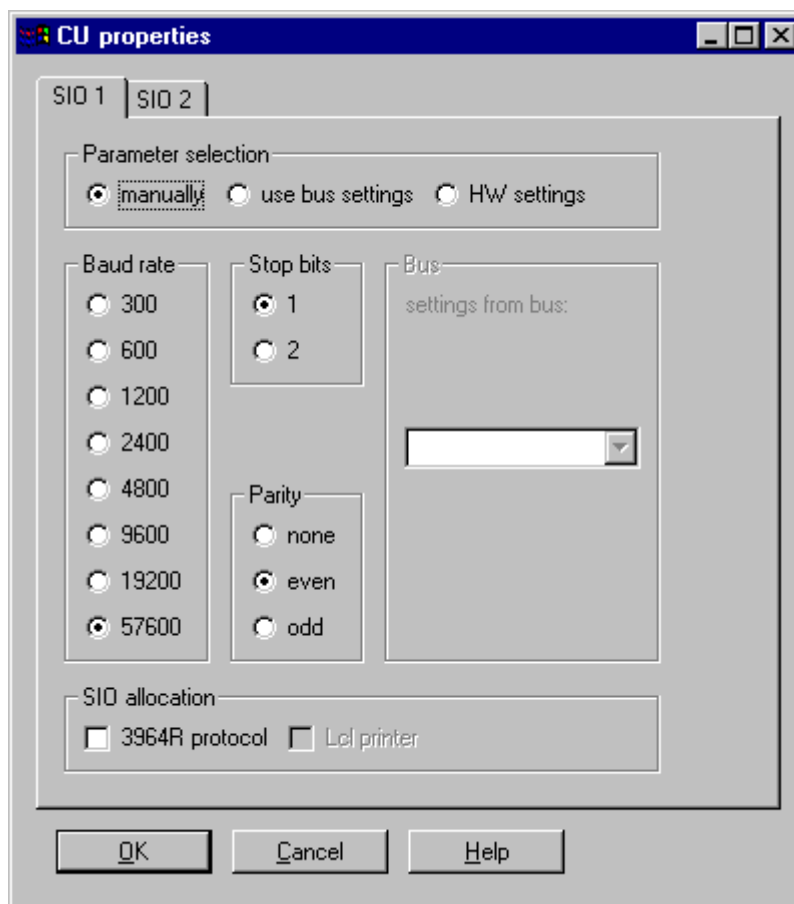 CU properties
SIO 1 SIO 2
Parameter selection
manually use bus settings HW settings
Baud rate Stop bits Bus
300 1 settings from bus:
600 2
1200
2400
4800 Parity
9600 none
19200 even
57600 odd
SIO allocation
3964R protocol Lcl printer
OK Cancel Help